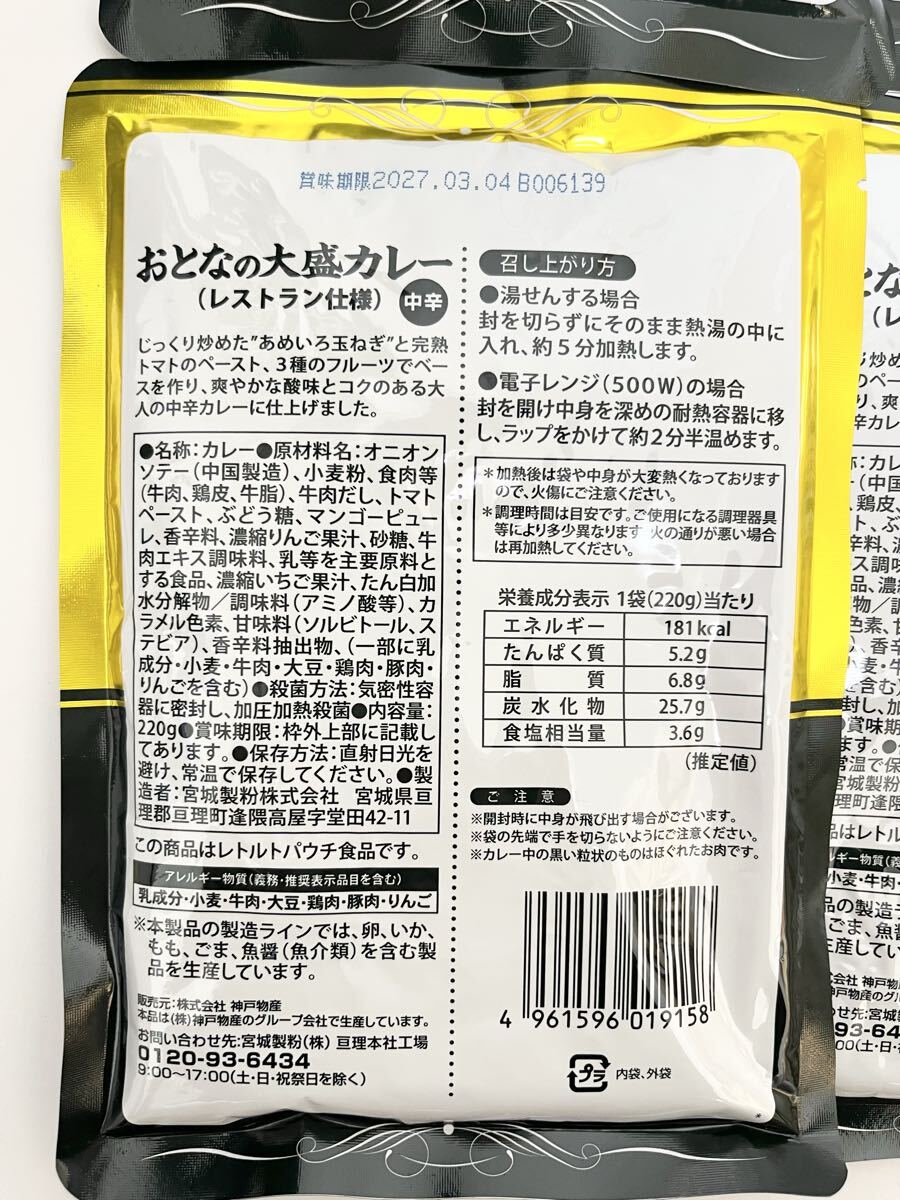 賞味期限2027.03.04 B006139
おとなの大盛カレー
(レストラン仕様) 中辛
じっくり炒めた"あめいろ玉ねぎ"と完熟
トマトのペースト、3種のフルーツでベー
スを作り、爽やかな酸味とコクのある大
人の中辛カレーに仕上げました。
●名称:カレー●原材料名:オニオン
ソテー(中国製造)、小麦粉、食肉等
(牛肉、鶏皮、牛脂)、牛肉だし、トマト
ペースト、ぶどう糖、マンゴーピュー
レ、香辛料、濃縮りんご果汁、砂糖、牛
肉エキス調味料、乳等を主要原料と
する食品、濃縮いちご果汁、たん白加
水分解物/調味料(アミノ酸等)、カ
ラメル色素、甘味料(ソルビトール、ス
テビア)、香辛料抽出物、(一部に乳
成分・小麦・牛肉・大豆・鶏肉・豚肉・
りんごを含む)●殺菌方法:気密性容
器に密封し、加圧加熱殺菌●内容量:
220g●賞味期限:枠外上部に記載し
てあります。●保存方法:直射日光を
避け、常温で保存してください。●製
造者:宮城製粉株式会社 宮城県亘
理郡亘理町逢隈高屋字堂田42-11
この商品はレトルトパウチ食品です。
アレルギー物質(義務・推奨表示品目を含む)
乳成分・小麦・牛肉・大豆・鶏肉・豚肉・りんご
※本製品の製造ラインでは、卵、いか、
もも、ごま、魚醤(魚介類)を含む製
品を生産しています。
販売元:株式会社 神戸物産
本品は(株)神戸物産のグループ会社で生産しています。
お問い合わせ先:宮城製粉(株) 亘理本社工場
0120-93-6434
9:00〜17:00(土・日・祝祭日を除く)
召し上がり方
●湯せんする場合
封を切らずにそのまま熱湯の中に
入れ、約5分加熱します。
●電子レンジ(500W)の場合
封を開け中身を深めの耐熱容器に移
し、ラップをかけて約2分半温めます。
*加熱後は袋や中身が大変熱くなっております
ので、火傷にご注意ください。
*調理時間は目安です。ご使用になる調理器具
等により多少異なります 火の通りが悪い場合
は再加熱してください。
栄養成分表示 1袋(220g)当たり
エネルギー 181kcal
たんぱく質 5.2g
脂質 6.8g
炭水化物 25.7g
食塩相当量 3.6g
(推定値)
ご注意
※開封時に中身が飛び出す場合がございます。
※袋の先端で手を切らないようにご注意ください。
※カレー中の黒い粒状のものはほぐれたお肉です。
4 961596 019158
プラ 内袋、外袋